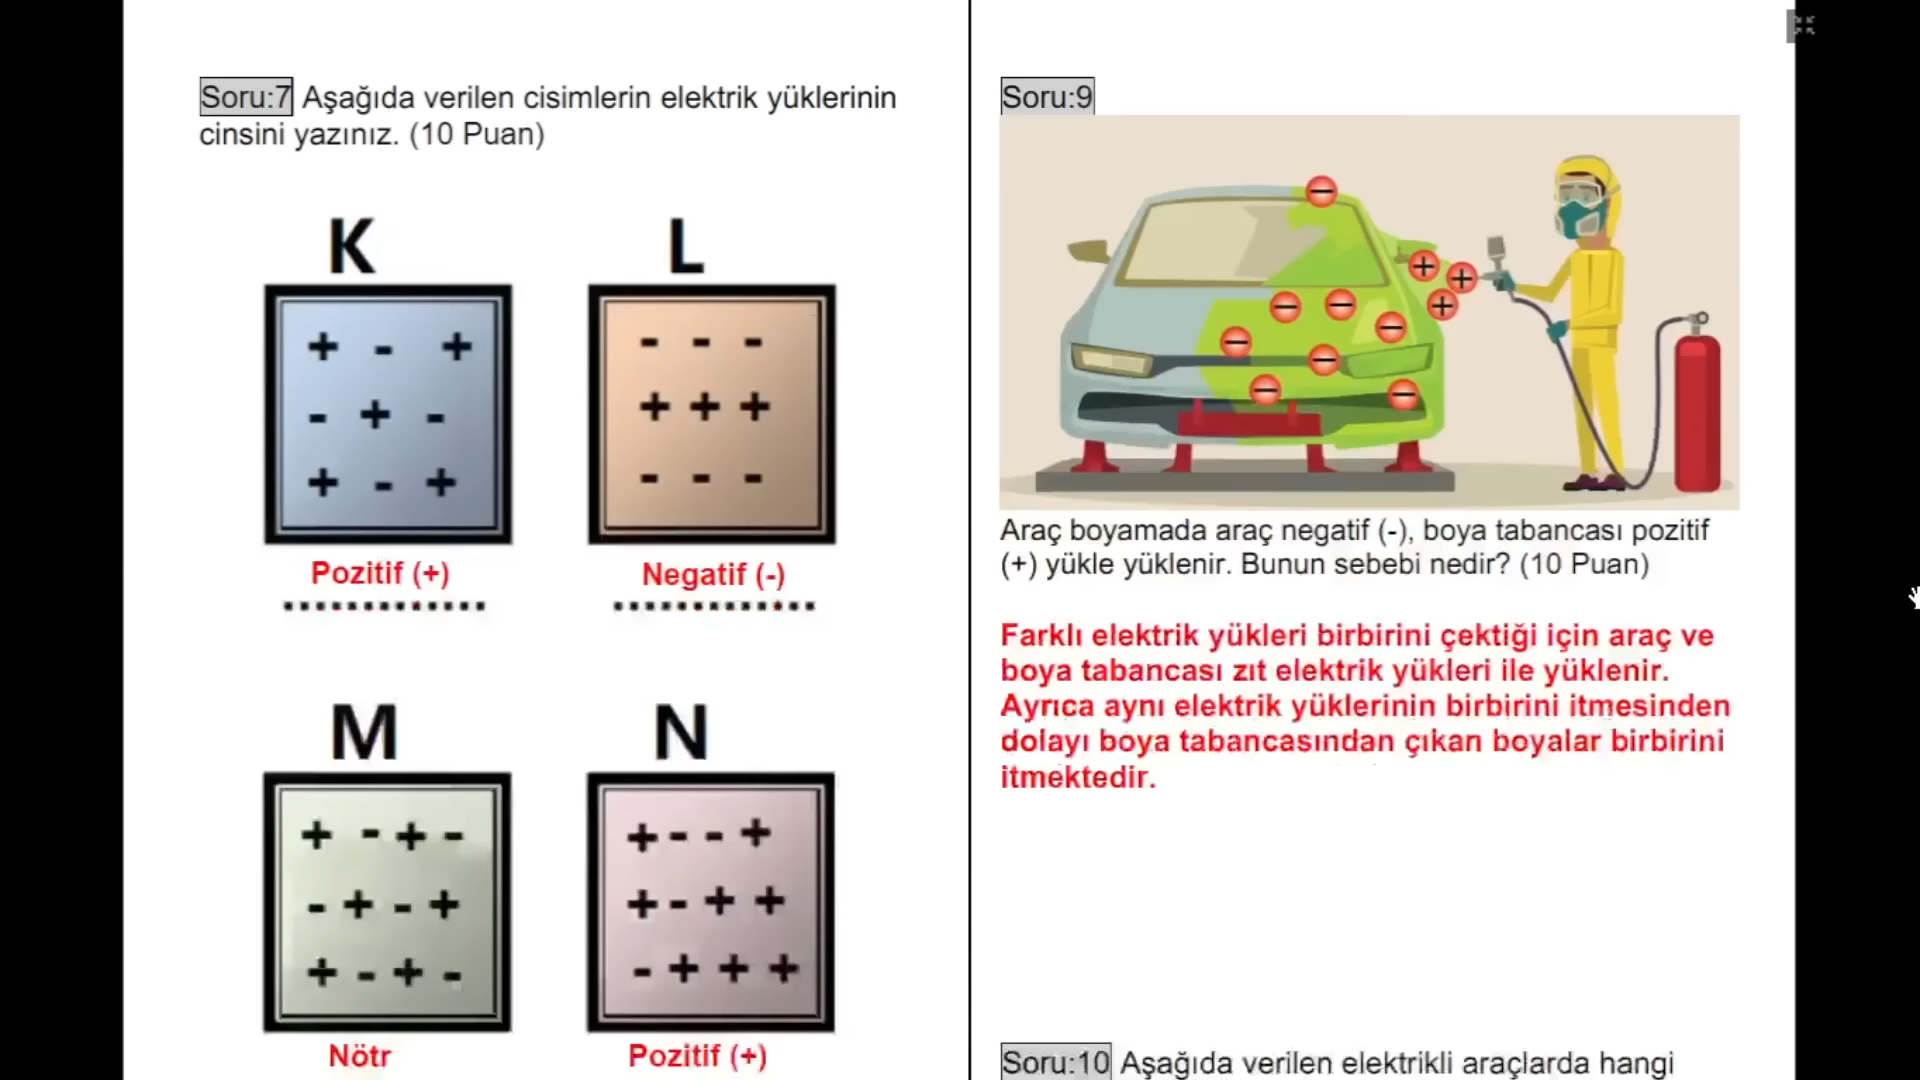 Soru:7 Aşağıda verilen cisimlerin elektrik yüklerinin
cinsini yazınız. (10 Puan)
K
L
+ - +
- + -
+ - +
- - -
+ + +
- - -
Pozitif (+)
Negatif (-)
M
N
+ - + -
- + - +
+ - + -
+ - - +
+ - + +
- + + +
Nötr
Pozitif (+)
Soru:9
Araç boyamada araç negatif (-), boya tabancası pozitif
(+) yükle yüklenir. Bunun sebebi nedir? (10 Puan)
Farklı elektrik yükleri birbirini çektiği için araç ve
boya tabancası zıt elektrik yükleri ile yüklenir.
Ayrıca aynı elektrik yüklerinin birbirini itmesinden
dolayı boya tabancasından çıkan boyalar birbirini
itmektedir.
Soru:10 Aşağıda verilen elektrikli araçlarda hangi